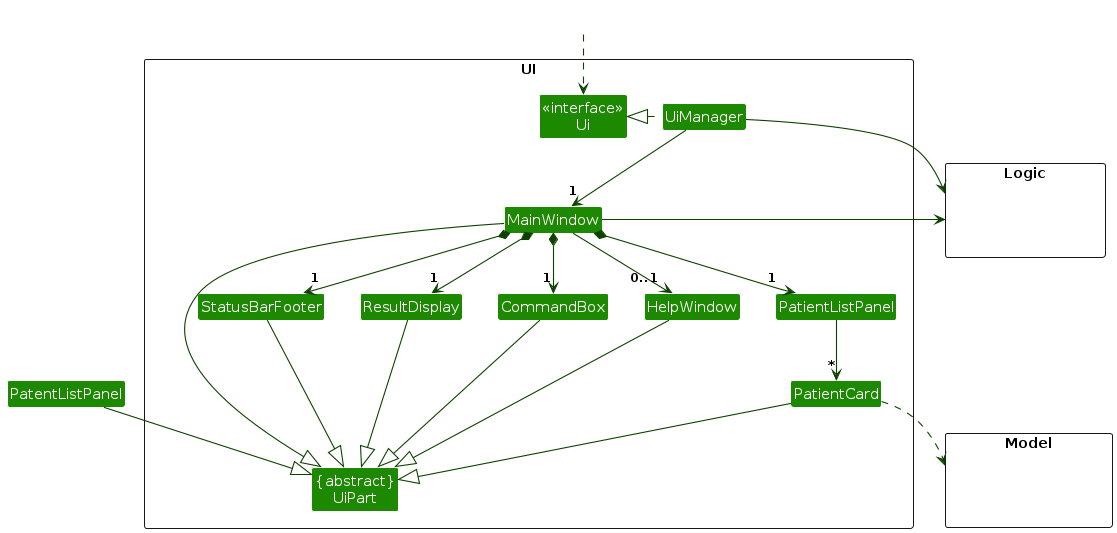 UI
«interface»
Ui
UiManager
Logic
1
MainWindow
1
1
1
0..1
1
StatusBarFooter
ResultDisplay
CommandBox
HelpWindow
PatientListPanel
*
PatentListPanel
PatientCard
Model
{abstract}
UiPart